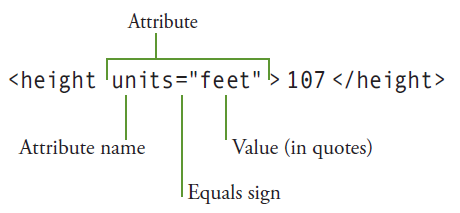 Attribute
<height units="feet"> 107 </height>
Attribute name
Value (in quotes)
Equals sign